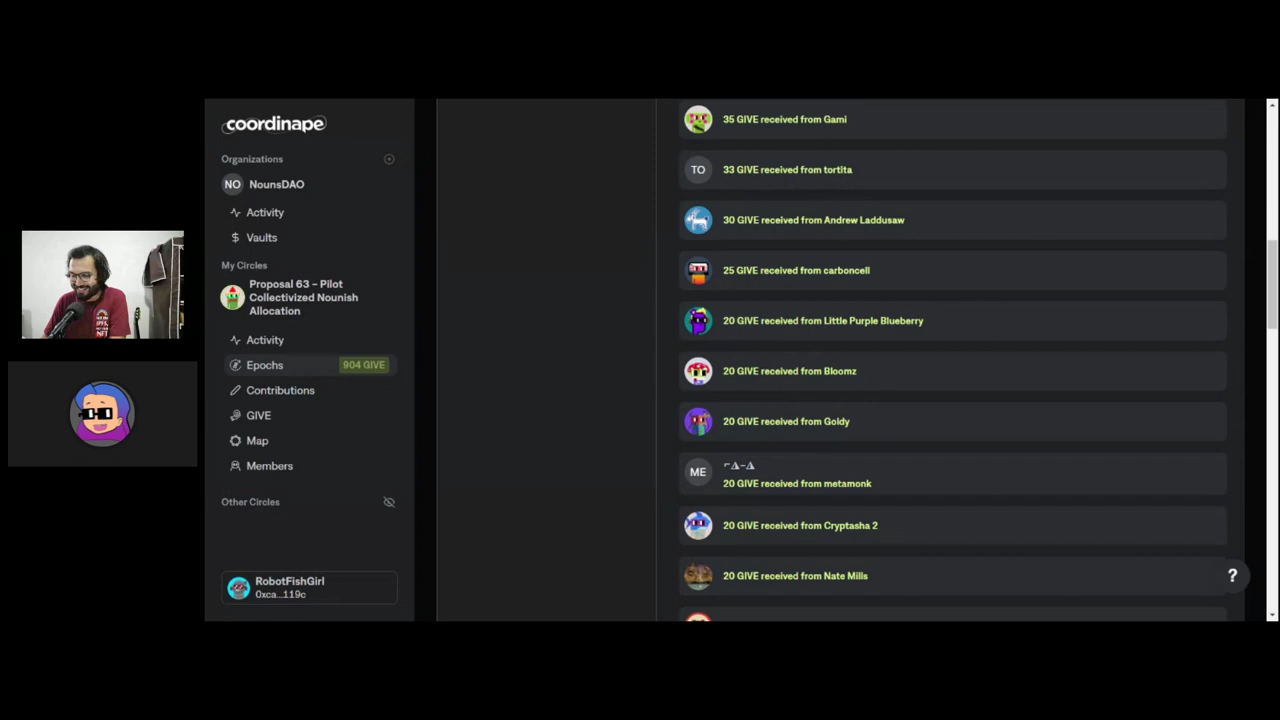 coordinape
Organizations
NO NounsDAO
Activity
Vaults
My Circles
Proposal 63 - Pilot
Collectivized Nounish
Allocation
Activity
Epochs 904 GIVE
Contributions
GIVE
Map
Members
Other Circles
RobotFishGirl
0xca...119c
35 GIVE received from Gami
TO 33 GIVE received from tortita
30 GIVE received from Andrew Laddusaw
25 GIVE received from carboncell
20 GIVE received from Little Purple Blueberry
20 GIVE received from Bloomz
20 GIVE received from Goldy
ME
20 GIVE received from metamonk
20 GIVE received from Cryptasha 2
20 GIVE received from Nate Mills
?